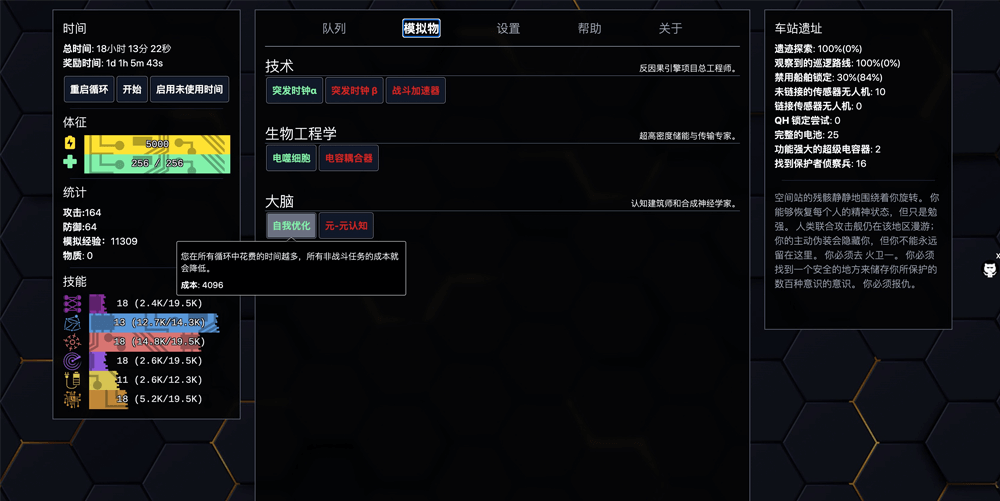 时间
总时间: 18小时 13分 22秒
奖励时间: 1d 1h 5m 43s
重启循环 开始 启用未使用时间
体征
5000
256 / 256
统计
攻击:164
防御:64
模拟经验：11309
物质: 0
技能
18 (2.4K/19.5K)
13 (12.7K/14.3K)
18 (14.8K/19.5K)
18 (2.6K/19.5K)
11 (2.6K/12.3K)
18 (5.2K/19.5K)
队列 模拟物 设置 帮助 关于
技术 反因果引擎项目总工程师。
突发时钟α 突发时钟 β 战斗加速器
生物工程学 超高密度储能与传输专家。
电噬细胞 电容耦合器
大脑 认知建筑师和合成神经学家。
自我优化 元-元认知
您在所有循环中花费的时间越多，所有非战斗任务的成本就
会降低。
成本: 4096
车站遗址
遗迹探索: 100%(0%)
观察到的巡逻路线: 100%(0%)
禁用船舶锁定: 30%(84%)
未链接的传感器无人机: 10
链接传感器无人机: 0
QH 锁定尝试: 0
完整的电池: 25
功能强大的超级电容器: 2
找到保护者侦察兵: 16
空间站的残骸静静地围绕着你旋转。 你
能够恢复每个人的精神状态，但只是勉
强。 人类联合攻击舰仍在该地区漫游；
你的主动伪装会隐藏你，但你不能永远
留在这里。 你必须去 火卫一。 你必须
找到一个安全的地方来储存你所保护的
数百种意识的意识。 你必须报仇。
x